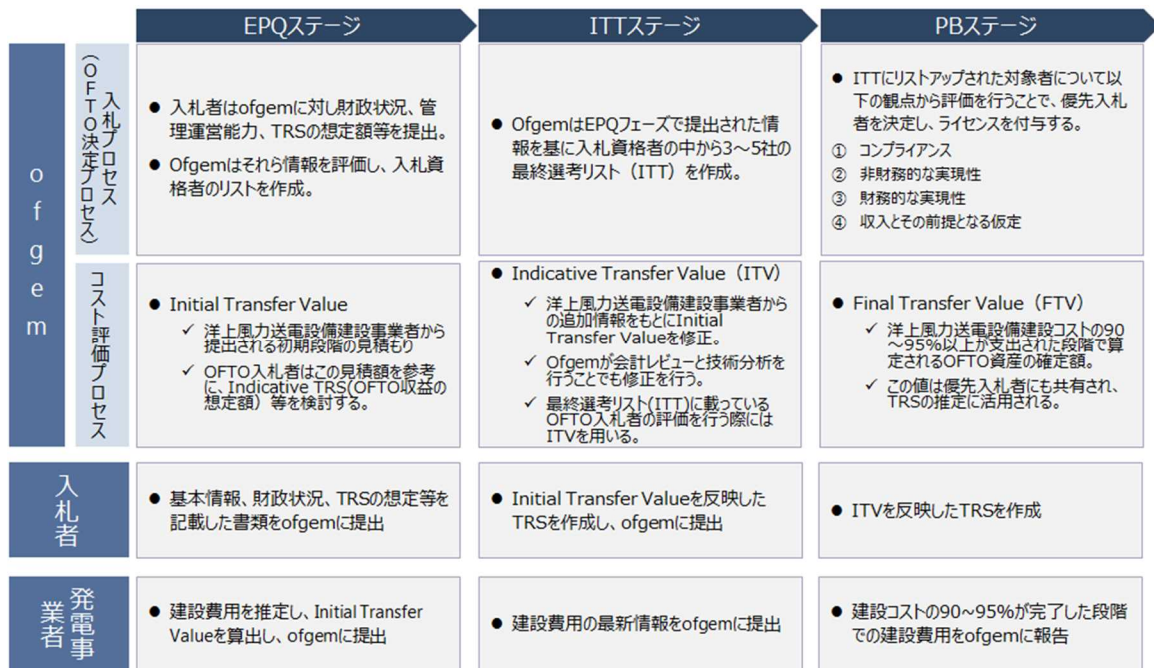 EPQステージ
ITTステージ
PBステージ
ofgem
入札プロセス
(OFTO決定プロセス)
● 入札者はofgemに対し財政状況、管
理運営能力、TRSの想定額等を提出。
● Ofgemはそれら情報を評価し、入札資
格者のリストを作成。
● OfgemはEPQフェーズで提出された情
報を基に入札資格者の中から3~5社の
最終選考リスト（ITT）を作成。
● ITTにリストアップされた対象者について以
下の観点から評価を行うことで、優先入札
者を決定し、ライセンスを付与する。
① コンプライアンス
② 非財務的な実現性
③ 財務的な実現性
④ 収入とその前提となる仮定
コスト評価プロセス
● Initial Transfer Value
✓ 洋上風力送電設備建設事業者から
提出される初期段階の見積もり
✓ OFTO入札者はこの見積額を参考
に、Indicative TRS(OFTO収益の
想定額）等を検討する。
● Indicative Transfer Value（ITV）
✓ 洋上風力送電設備建設事業者から
の追加情報をもとにInitial
Transfer Valueを修正。
✓ Ofgemが会計レビューと技術分析を
行うことでも修正を行う。
✓ 最終選考リスト(ITT)に載っている
OFTO入札者の評価を行う際には
ITVを用いる。
● Final Transfer Value（FTV）
✓ 洋上風力送電設備建設コストの90
~95%以上が支出された段階で算
定されるOFTO資産の確定額。
✓ この値は優先入札者にも共有され、
TRSの推定に活用される。
入札者
● 基本情報、財政状況、TRSの想定等を
記載した書類をofgemに提出
● Initial Transfer Valueを反映した
TRSを作成し、ofgemに提出
● ITVを反映したTRSを作成
発電事
業者
● 建設費用を推定し、Initial Transfer
Valueを算出し、ofgemに提出
● 建設費用の最新情報をofgemに提出
● 建設コストの90~95%が完了した段階
での建設費用をofgemに報告